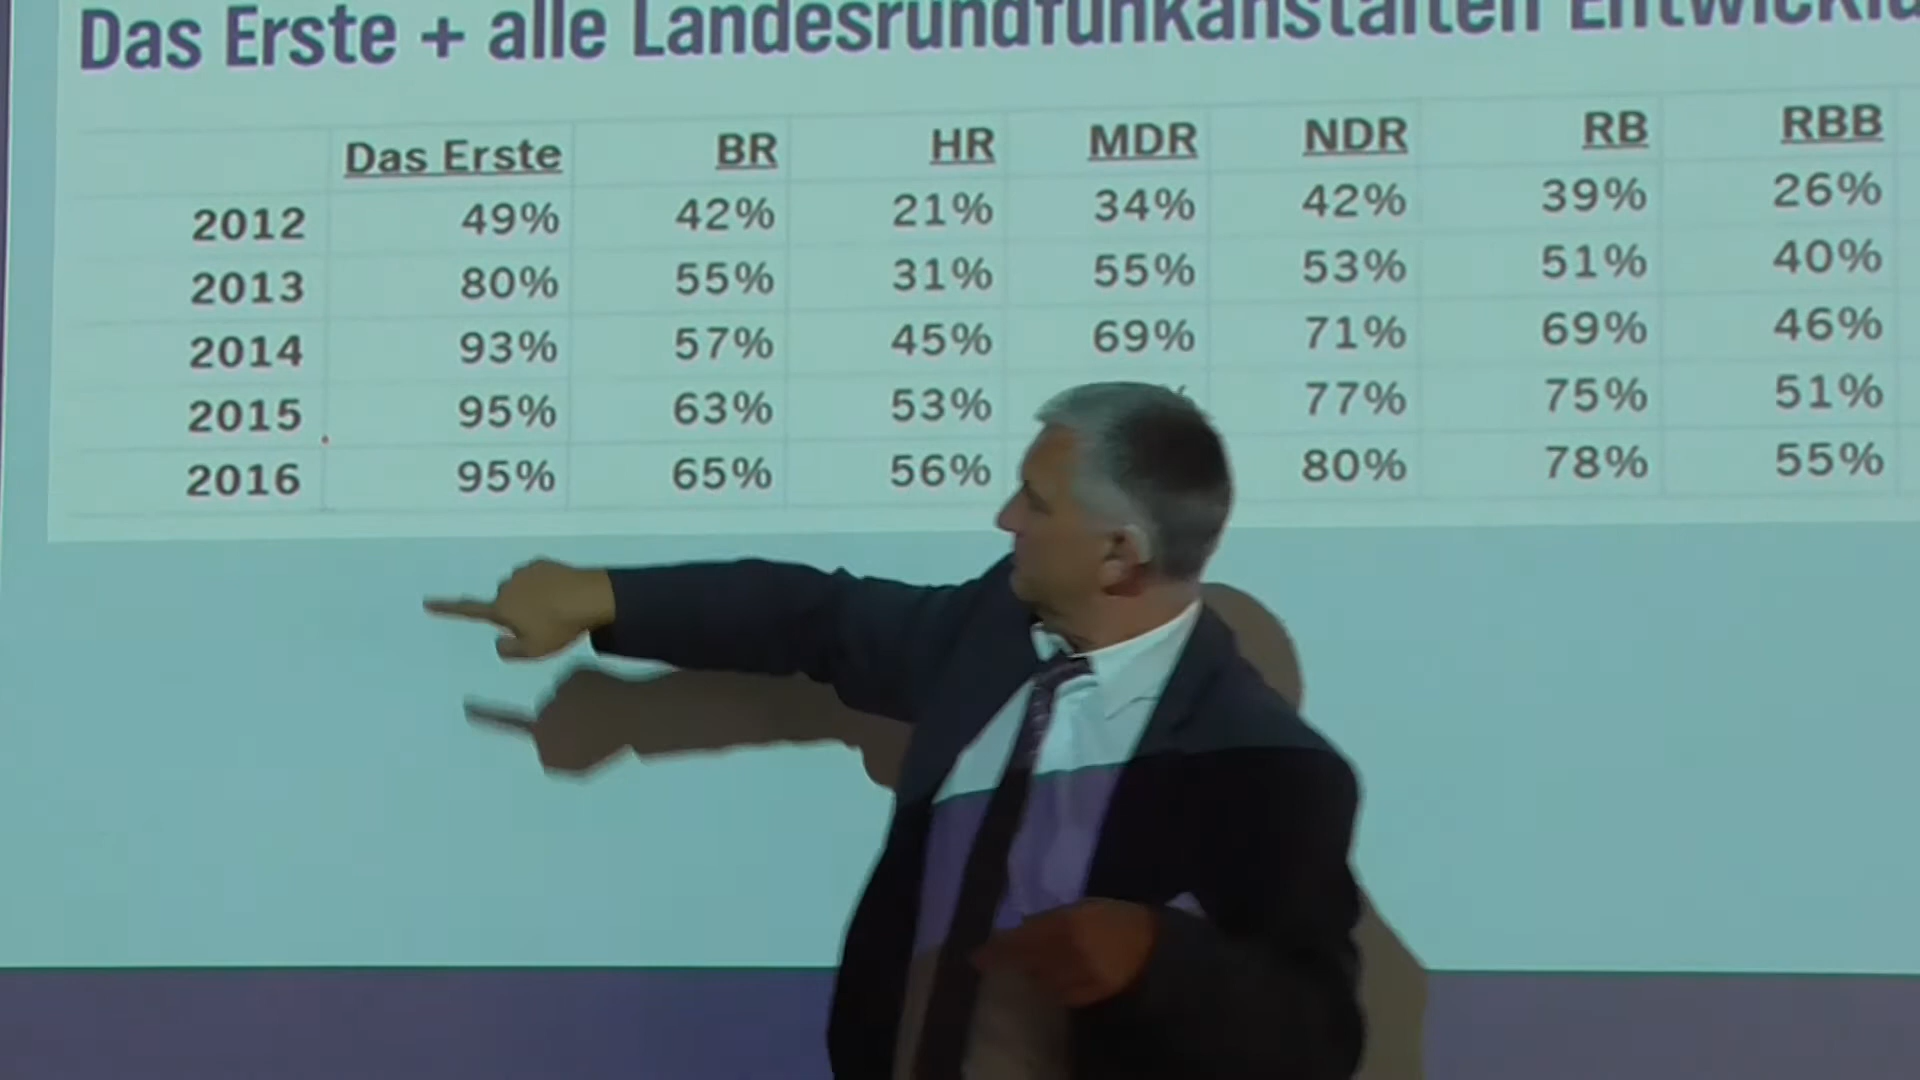 Das Erste + alle Landesrundfunkanstalten
Das Erste BR HR MDR NDR RB RBB
2012 49% 42% 21% 34% 42% 39% 26%
2013 80% 55% 31% 55% 53% 51% 40%
2014 93% 57% 45% 69% 71% 69% 46%
2015 95% 63% 53% 77% 75% 51%
2016 95% 65% 56% 80% 78% 55%